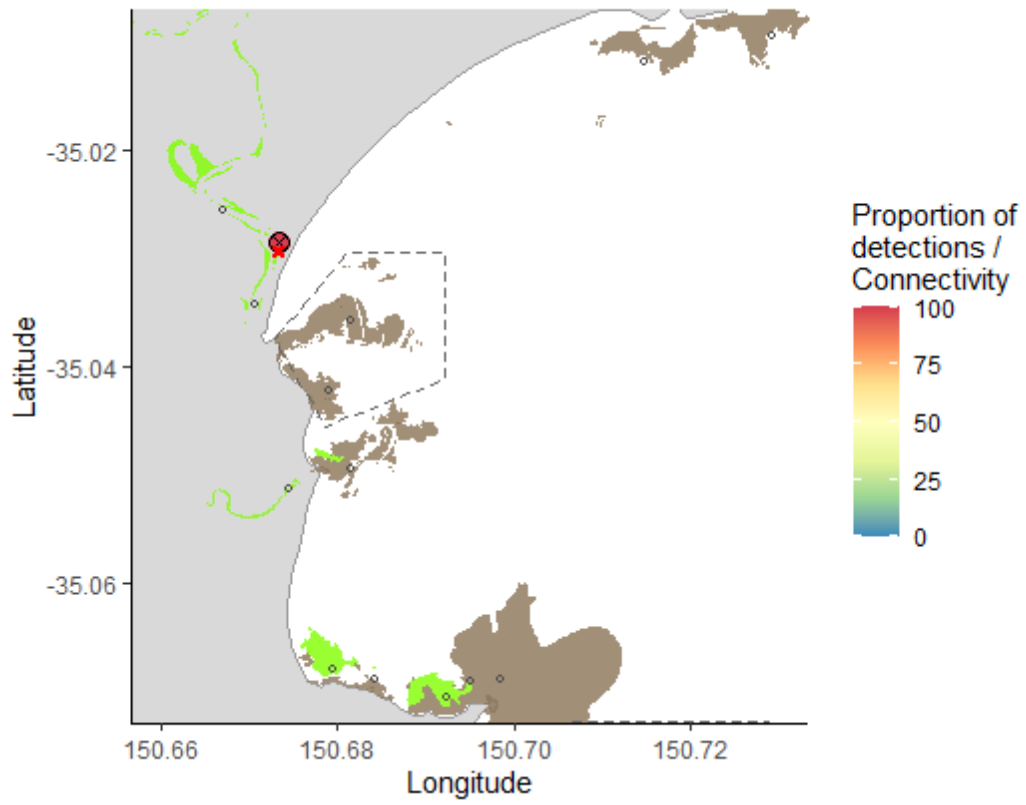 -35.02
-35.04
-35.06
Latitude
150.66
150.68
150.70
150.72
Longitude
Proportion of
detections /
Connectivity
100
75
50
25
0